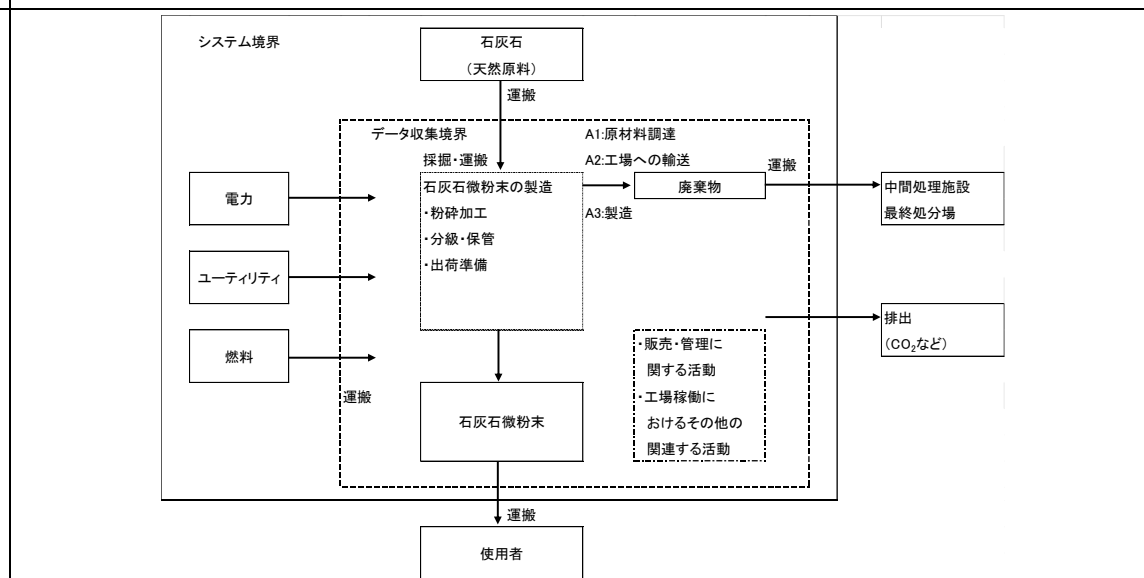 システム境界
石灰石
(天然原料)
運搬
データ収集境界
A1:原材料調達
採掘・運搬
A2:工場への輸送
運搬
電力
石灰石微粉末の製造
・粉砕加工
・分級・保管
・出荷準備
廃棄物
A3:製造
中間処理施設
最終処分場
ユーティリティ
燃料
運搬
排出
(CO₂など)
・販売・管理に
関する活動
・工場稼働に
おけるその他の
関連する活動
石灰石微粉末
運搬
使用者